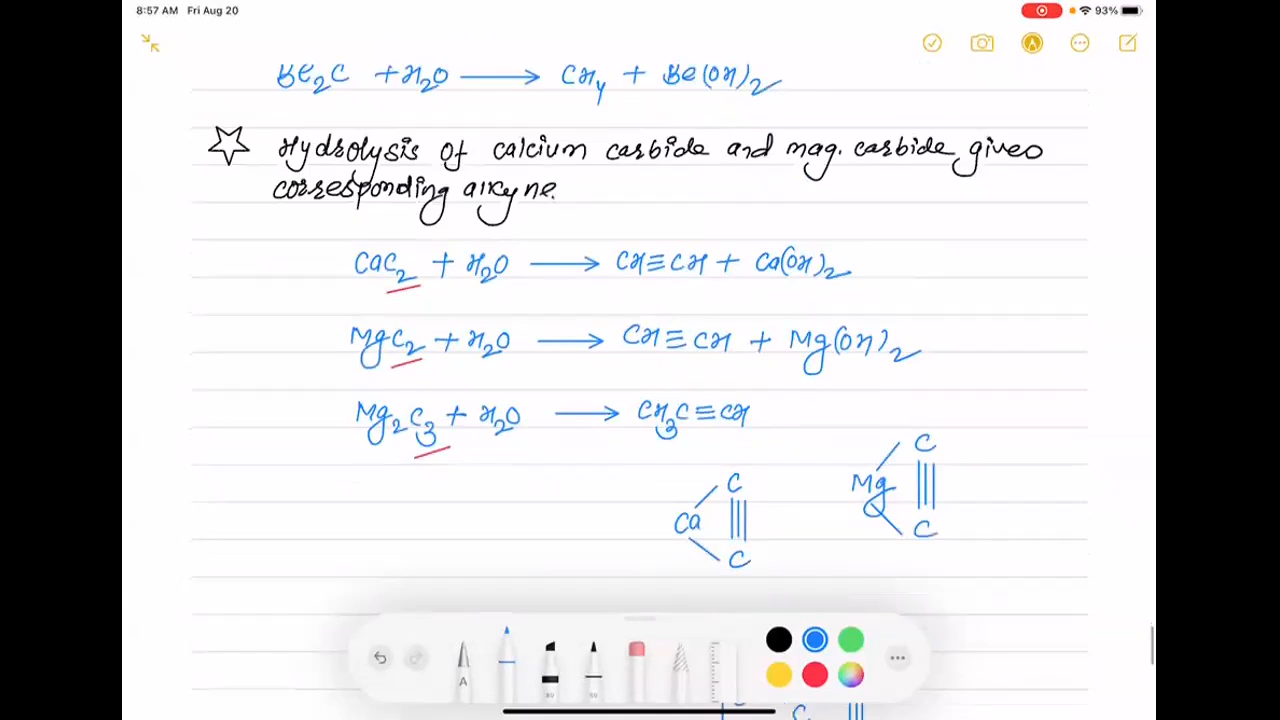 8:57 AM Fri Aug 20
93%
Be₂C + H₂O ⟶ CH₄ + Be(OH)₂
☆ Hydrolysis of calcium carbide and mag. carbide gives
corresponding alkyne.
CaC₂ + H₂O ⟶ CH≡CH + Ca(OH)₂
MgC₂ + H₂O ⟶ CH≡CH + Mg(OH)₂
Mg₂C₃ + H₂O ⟶ CH₃C≡CH
C
Mg
C
C
Ca
C
A
80
50
C